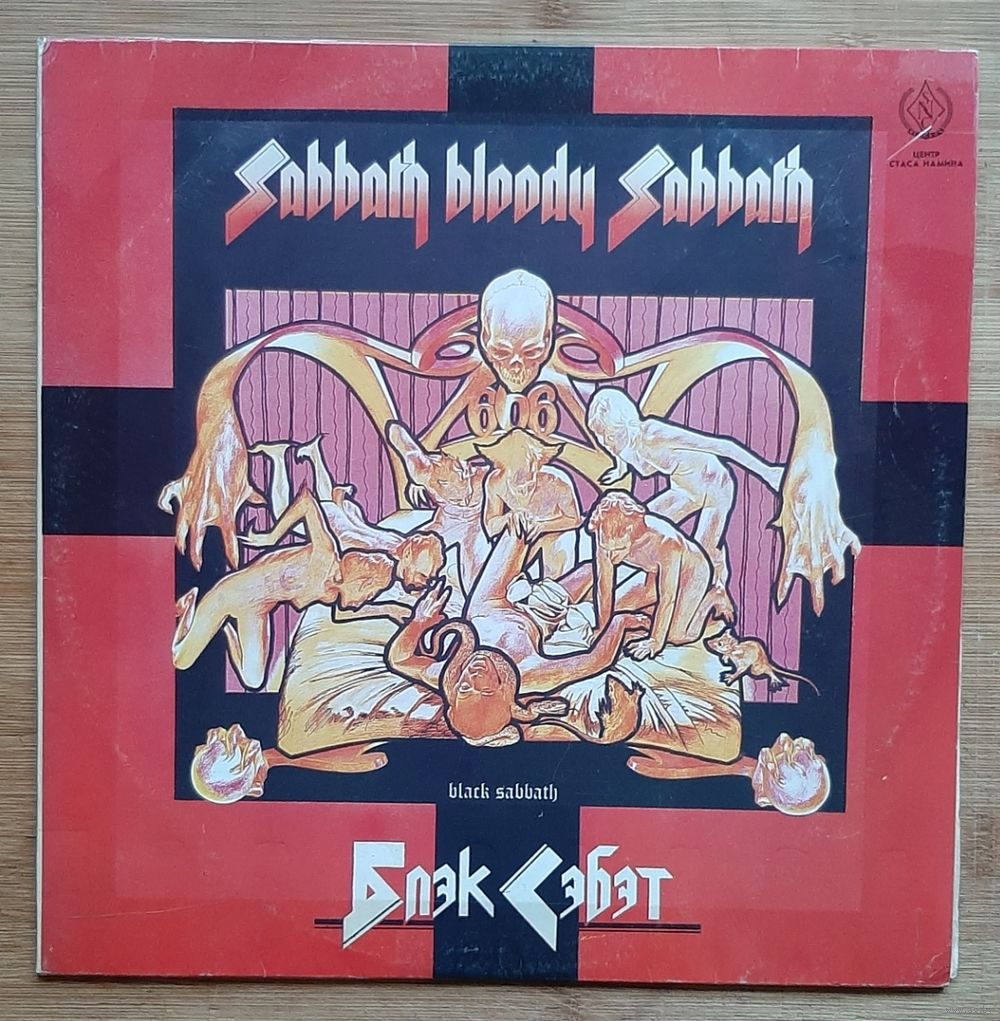 ЦЕНТР
СТАСА НАМИНА
Sabbath bloody Sabbath
666
black sabbath
Блэк Сэбэт